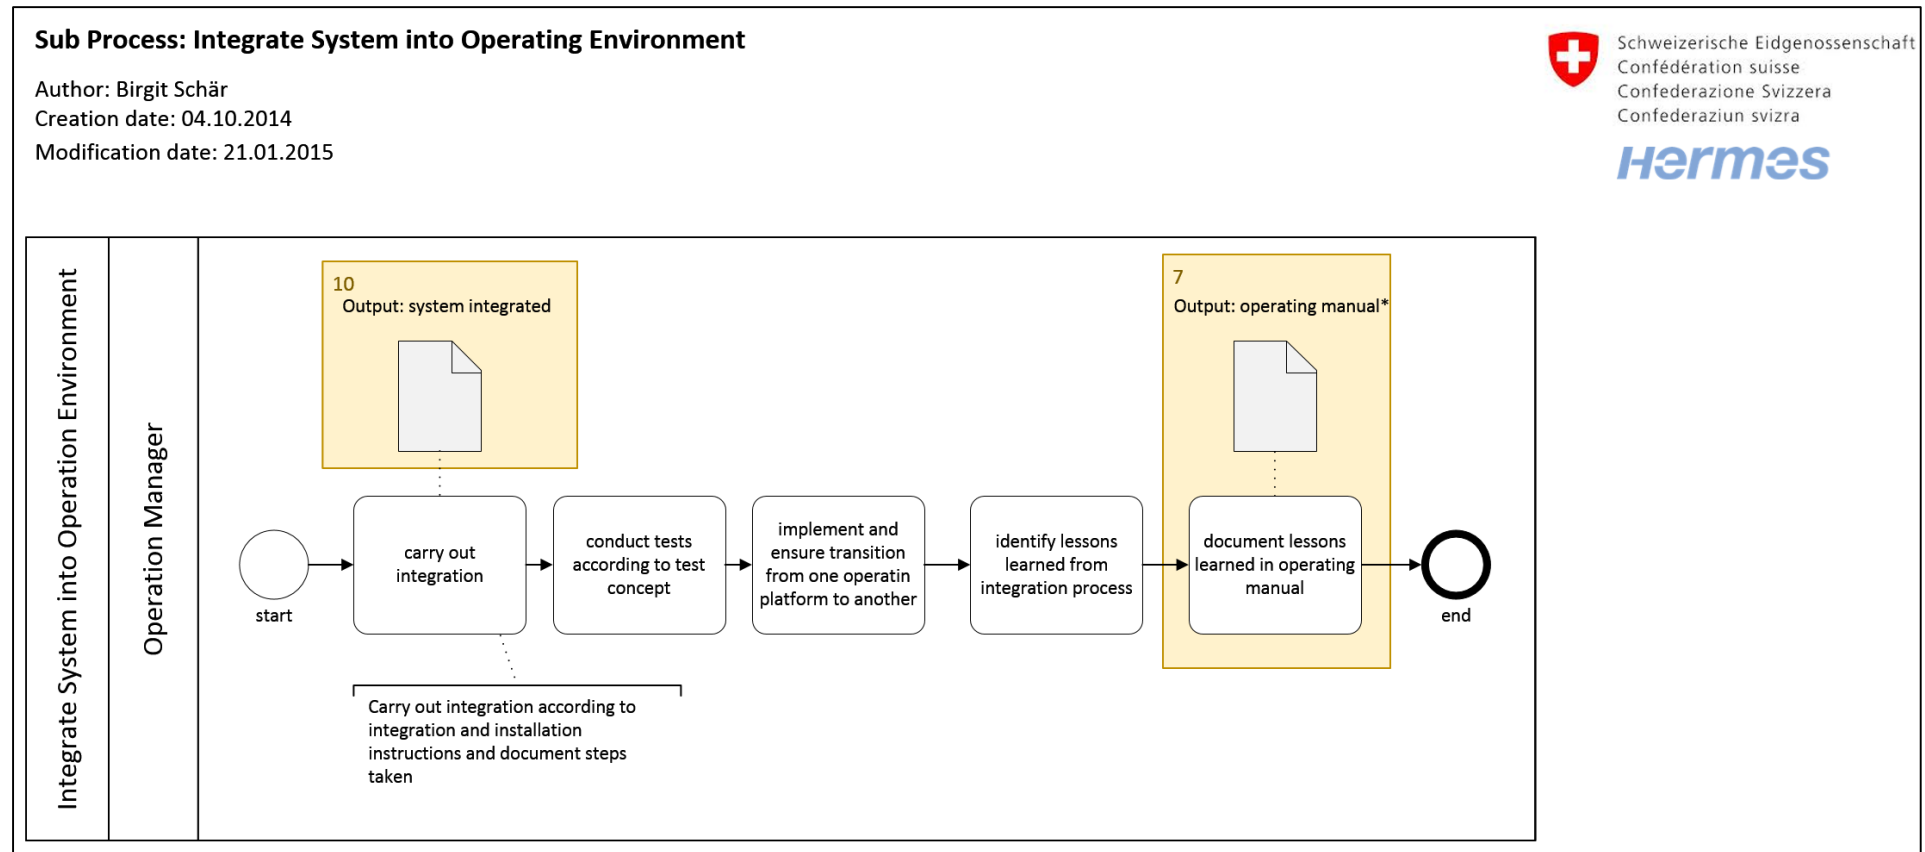 Sub Process: Integrate System into Operating Environment
Author: Birgit Schär
Creation date: 04.10.2014
Modification date: 21.01.2015
Schweizerische Eidgenossenschaft
Confédération suisse
Confederazione Svizzera
Confederaziun svizra
Hermes
Integrate System into Operation Environment
Operation Manager
10
Output: system integrated
7
Output: operating manual*
start
carry out
integration
conduct tests
according to test
concept
implement and
ensure transition
from one operatin
platform to another
identify lessons
learned from
integration process
document lessons
learned in operating
manual
end
Carry out integration according to
integration and installation
instructions and document steps
taken